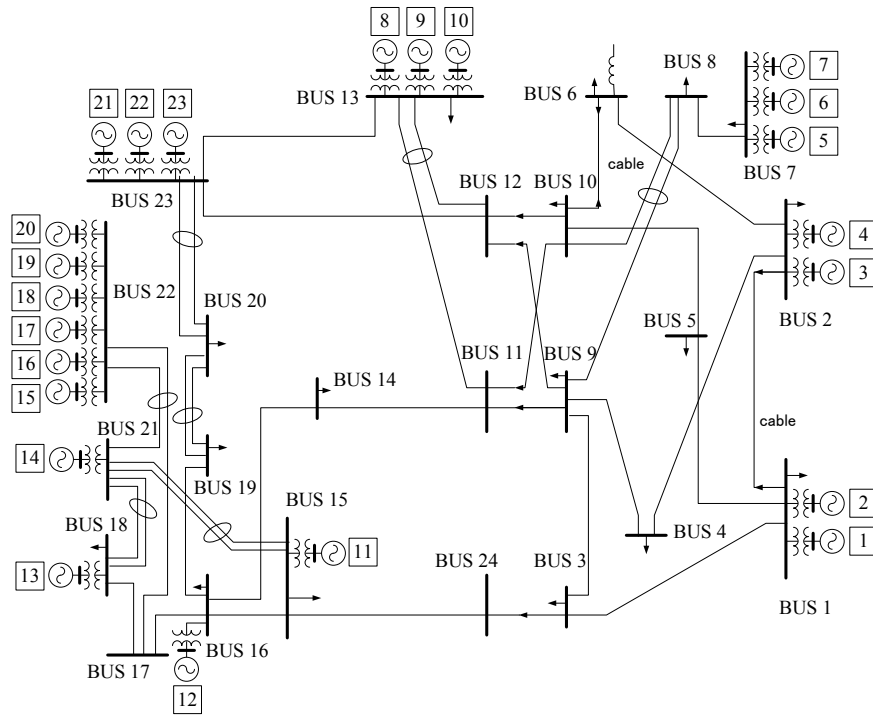 8 9 10
BUS 13
BUS 6
BUS 8
7
6
5
BUS 7
21 22 23
BUS 23
BUS 12
BUS 10
cable
4
3
BUS 2
20
19
18
17
16
15
BUS 22
BUS 20
BUS 5
BUS 11
BUS 9
BUS 14
BUS 21
14
cable
BUS 19
BUS 15
BUS 18
11
BUS 4
2
1
BUS 1
13
BUS 24
BUS 3
BUS 17
BUS 16
12